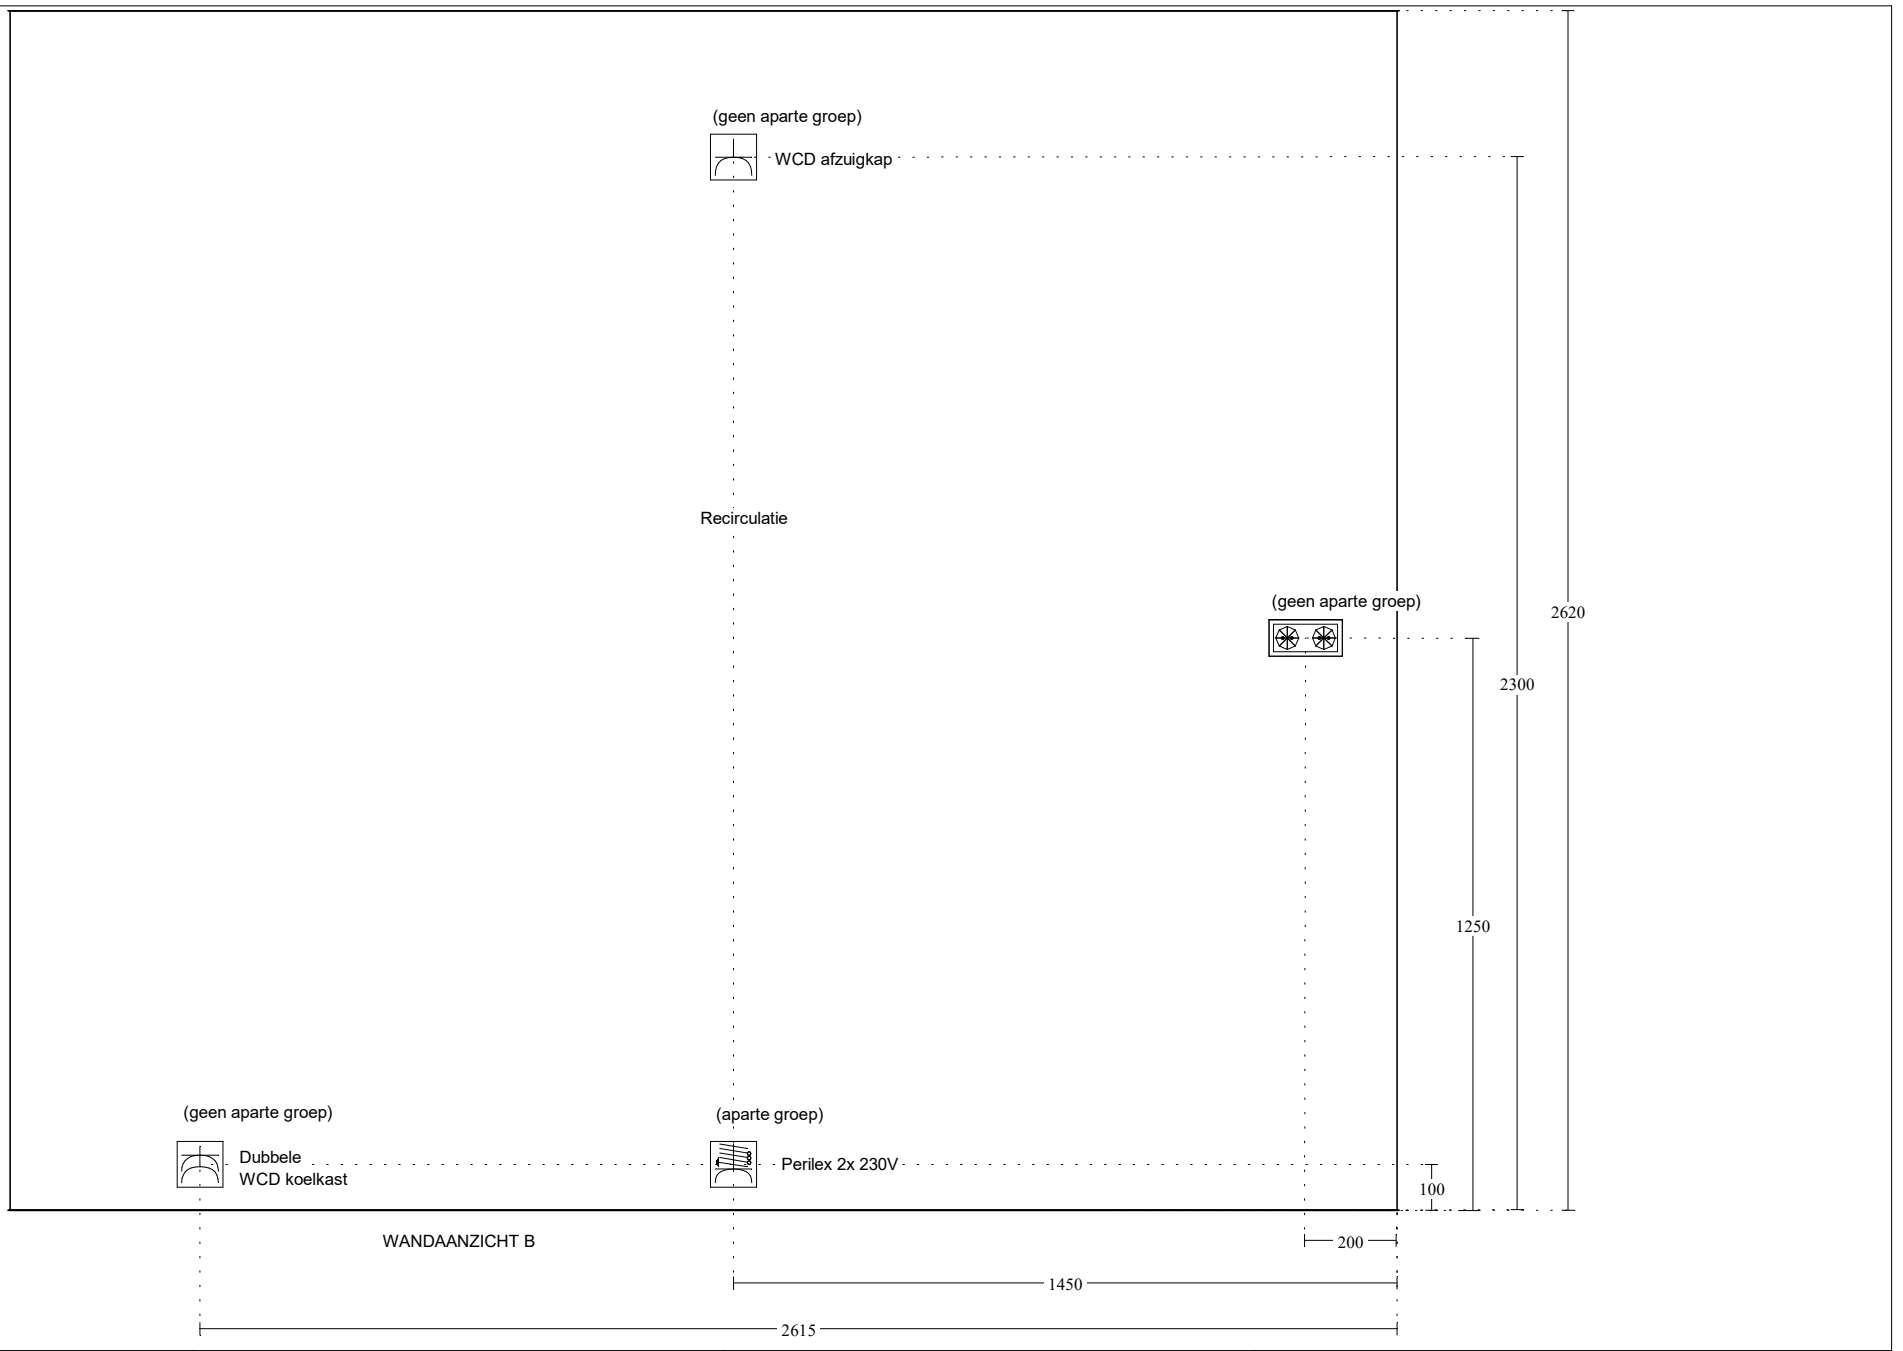 (geen aparte groep)
WCD afzuigkap
Recirculatie
(geen aparte groep)
2620
2300
1250
(geen aparte groep)
(aparte groep)
Dubbele
WCD koelkast
Perilex 2x 230V
100
WANDAANZICHT B
200
1450
2615